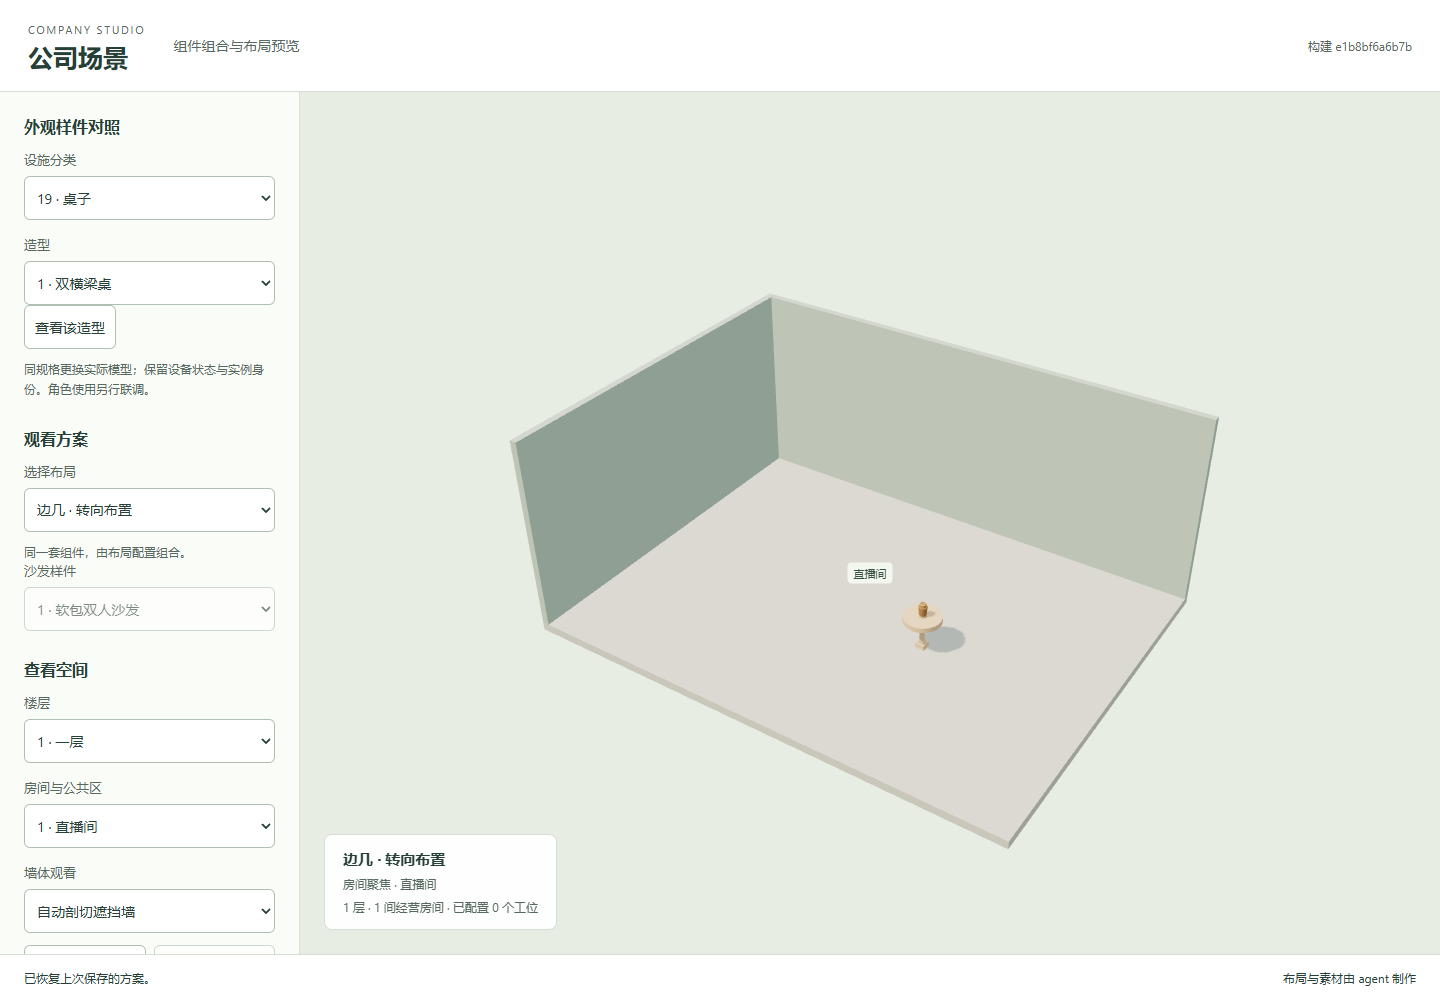 COMPANY STUDIO
公司场景
组件组合与布局预览
构建 e1b8bf6a6b7b
外观样件对照
设施分类
19 · 桌子
造型
1 · 双横梁桌
查看该造型
同规格更换实际模型；保留设备状态与实例身
份。角色使用另行联调。
观看方案
选择布局
边几 · 转向布置
同一套组件，由布局配置组合。
沙发样件
1 · 软包双人沙发
查看空间
楼层
1 · 一层
房间与公共区
1 · 直播间
墙体观看
自动剖切遮挡墙
直播间
边几 · 转向布置
房间聚焦 · 直播间
1 层 · 1 间经营房间 · 已配置 0 个工位
已恢复上次保存的方案。
布局与素材由 agent 制作